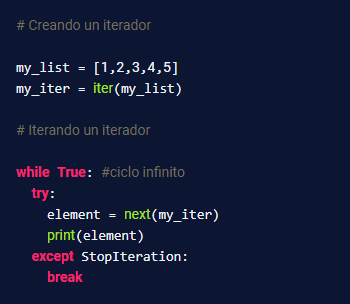 # Creando un iterador
my_list = [1,2,3,4,5]
my_iter = iter(my_list)
# Iterando un iterador
while True: #ciclo infinito
  try:
    element = next(my_iter)
    print(element)
  except StopIteration:
    break